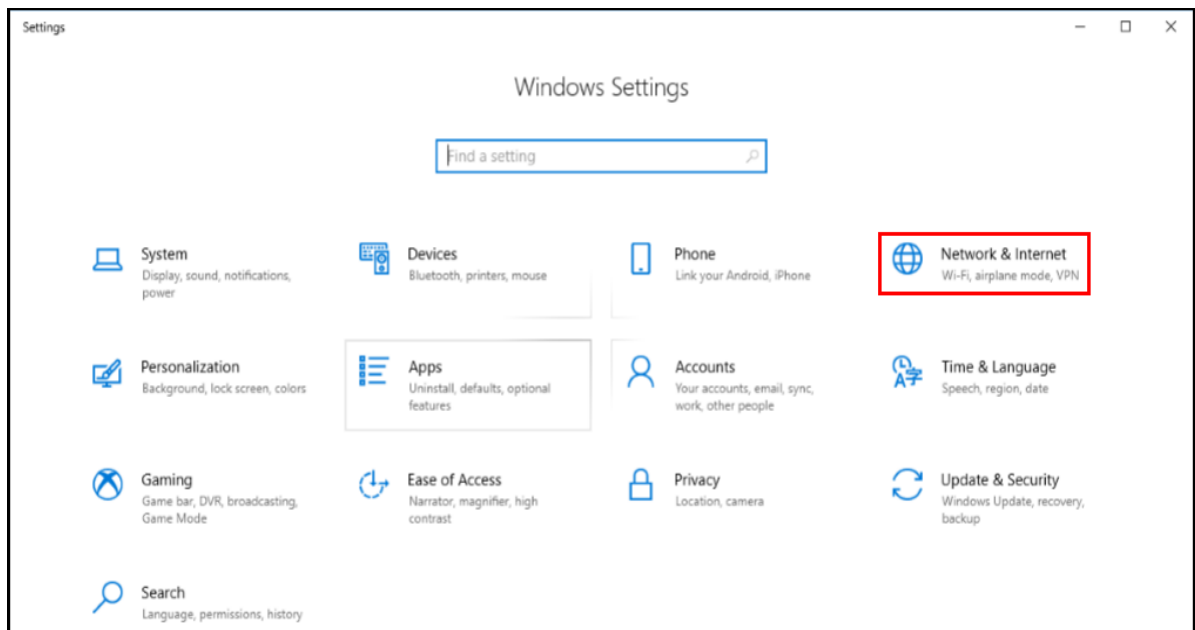 Settings
Windows Settings
Find a setting
System
Display, sound, notifications,
power
Devices
Bluetooth, printers, mouse
Phone
Link your Android, iPhone
Network & Internet
Wi-Fi, airplane mode, VPN
Personalization
Background, lock screen, colors
Apps
Uninstall, defaults, optional
features
Accounts
Your accounts, email, sync,
work, other people
Time & Language
Speech, region, date
Gaming
Game bar, DVR, broadcasting,
Game Mode
Ease of Access
Narrator, magnifier, high
contrast
Privacy
Location, camera
Update & Security
Windows Update, recovery,
backup
Search
Language, permissions, history